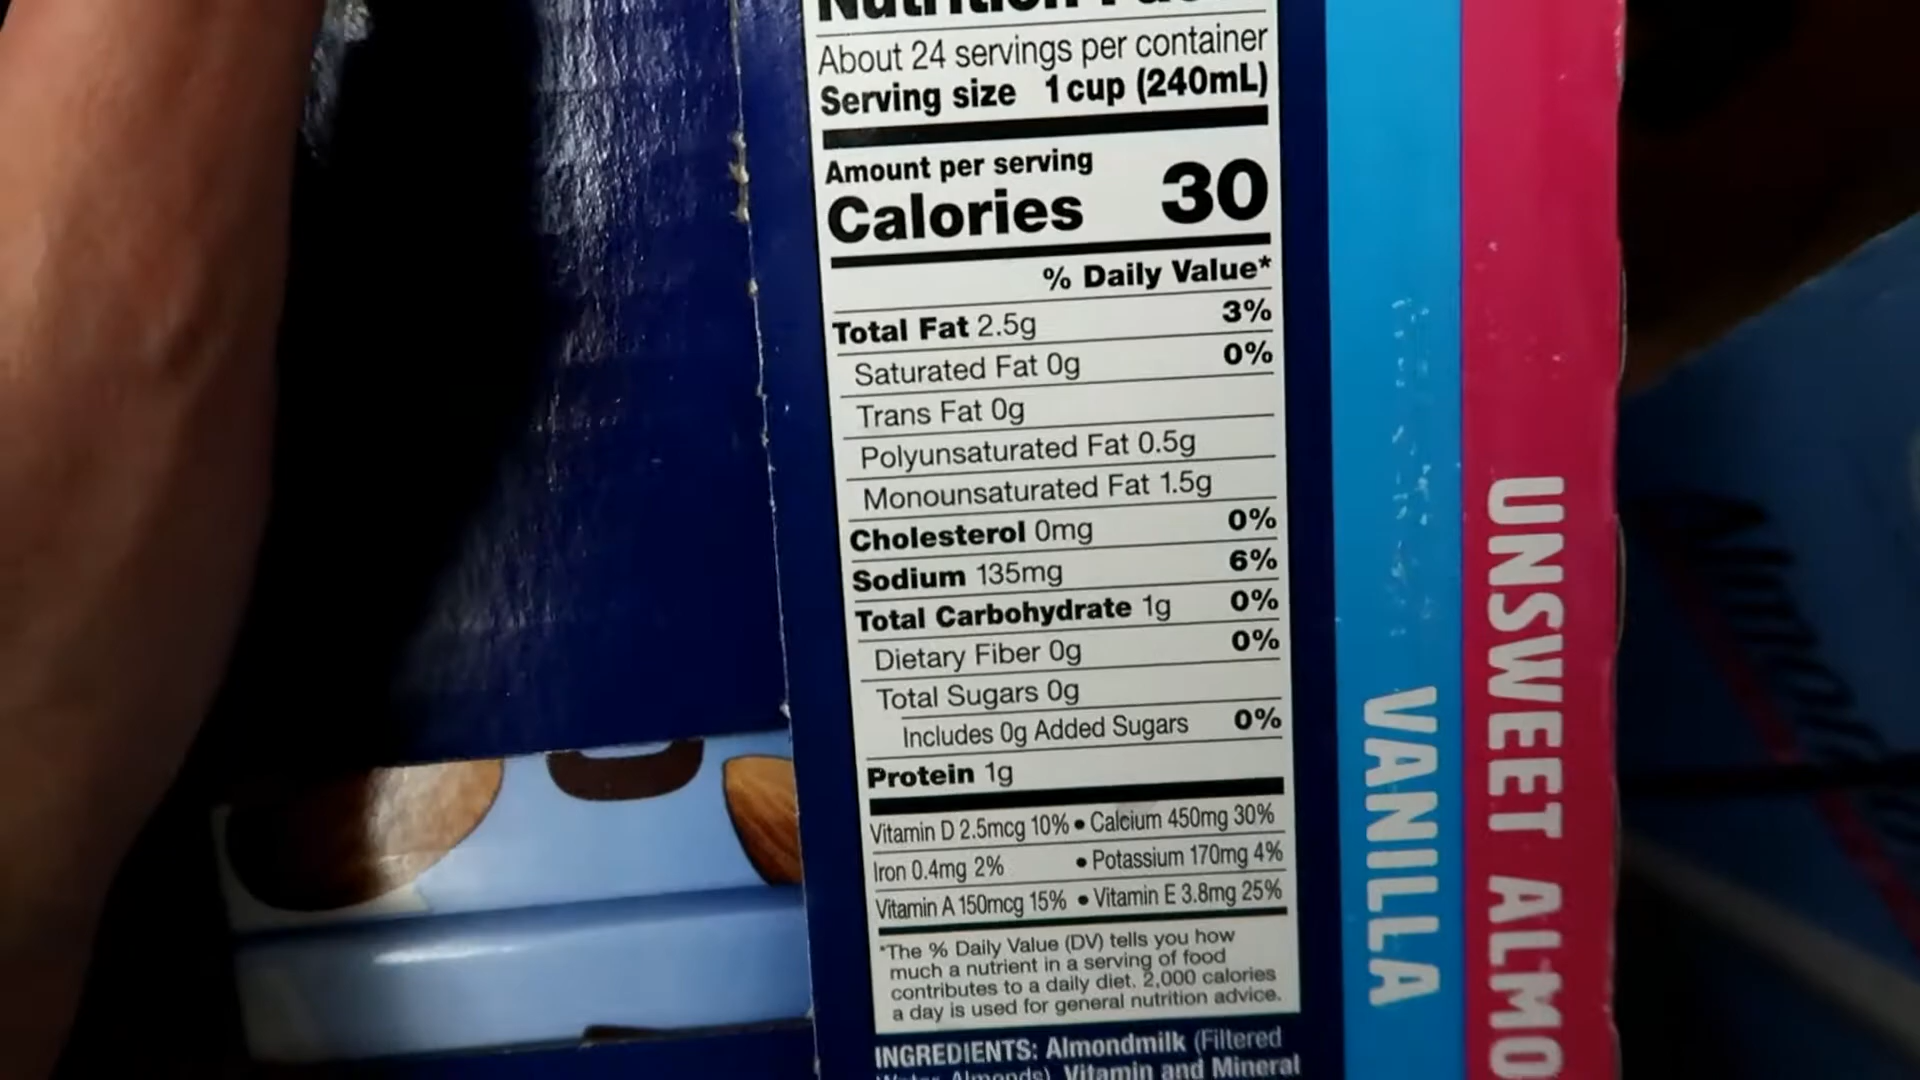 Nutrition
About 24 servings per container
Serving size 1 cup (240mL)
Amount per serving
Calories 30
% Daily Value*
Total Fat 2.5g 3%
Saturated Fat 0g 0%
Trans Fat 0g
Polyunsaturated Fat 0.5g
Monounsaturated Fat 1.5g
Cholesterol 0mg 0%
Sodium 135mg 6%
Total Carbohydrate 1g 0%
Dietary Fiber 0g 0%
Total Sugars 0g
Includes 0g Added Sugars 0%
Protein 1g
Vitamin D 2.5mcg 10% • Calcium 450mg 30%
Iron 0.4mg 2% • Potassium 170mg 4%
Vitamin A 150mcg 15% • Vitamin E 3.8mg 25%
*The % Daily Value (DV) tells you how
much a nutrient in a serving of food
contributes to a daily diet. 2,000 calories
a day is used for general nutrition advice.
INGREDIENTS: Almondmilk (Filtered
Water, Almonds), Vitamin and Mineral
VANILLA
UNSWEET ALMO